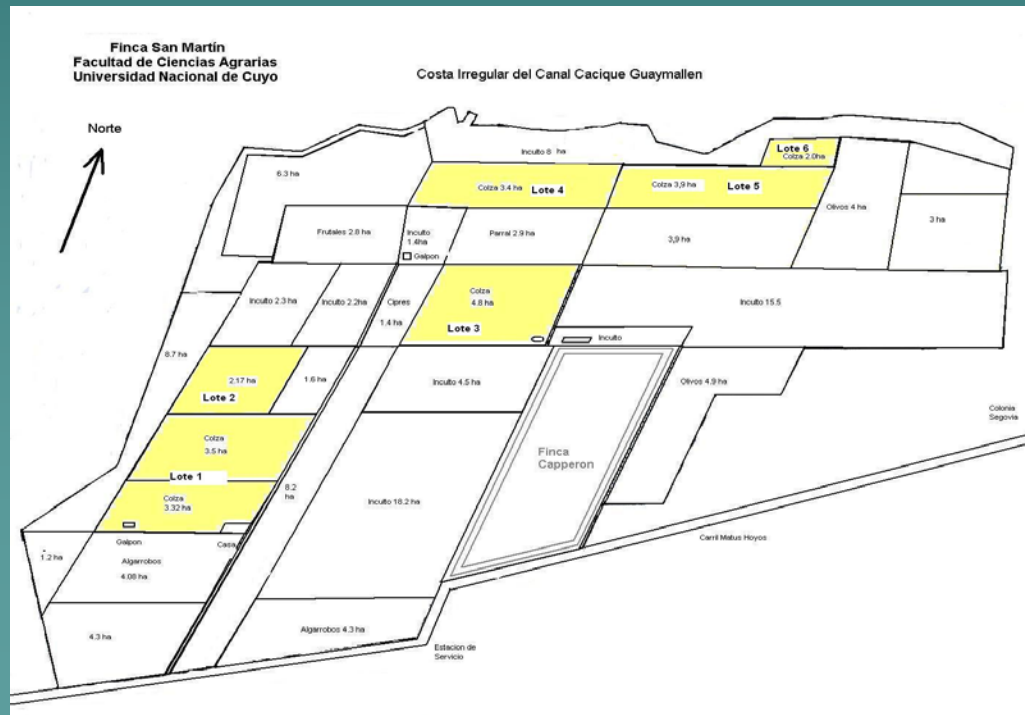 Finca San Martín
Facultad de Ciencias Agrarias
Universidad Nacional de Cuyo
Costa Irregular del Canal Cacique Guaymallen
Norte
Incult 8 ha
Lote 6
Colza 2.0ha
6.3 ha
Colza 3.4 ha
Lote 4
Colza 3,9 ha
Lote 5
Olivos 4 ha
3 ha
Frutales 2.8 ha
Inculto
1.4ha
Galpon
Parral 2.9 ha
3,9 ha
Inculto 2.3 ha
Inculto 2.2ha
Cipres
1.4 ha
Colza
4.8 ha
Lote 3
Inculto 15.5
Inculto
8.7 ha
2.17 ha
Lote 2
1.6 ha
Inculto 4.5 ha
Olivos 4.9 ha
Colonia
Segovia
Colza
3.5 ha
Lote 1
Finca
Capperon
Colza
3.32 ha
8.2
ha
Inculto 18.2 ha
Galpon
Casa
Carril Matus Hoyos
1.2 ha
Algarrobos
4.08 ha
4.3 ha
Algarrobos 4.3 ha
Estacion de
Servicio